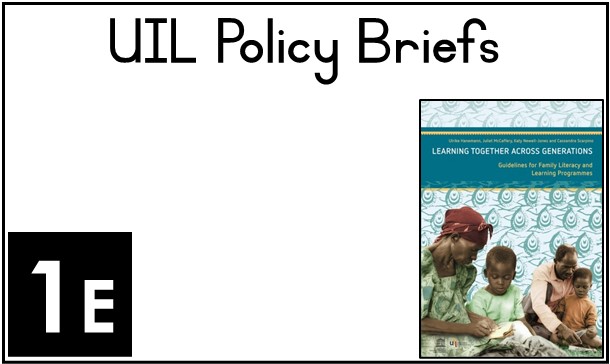 UIL Policy Briefs
Ulrike Hanemann, Juliet McCaffery, Katy Newell-Jones and Cassandra Scarpino
LEARNING TOGETHER ACROSS GENERATIONS
Guidelines for Family Literacy and
Learning Programmes
1E